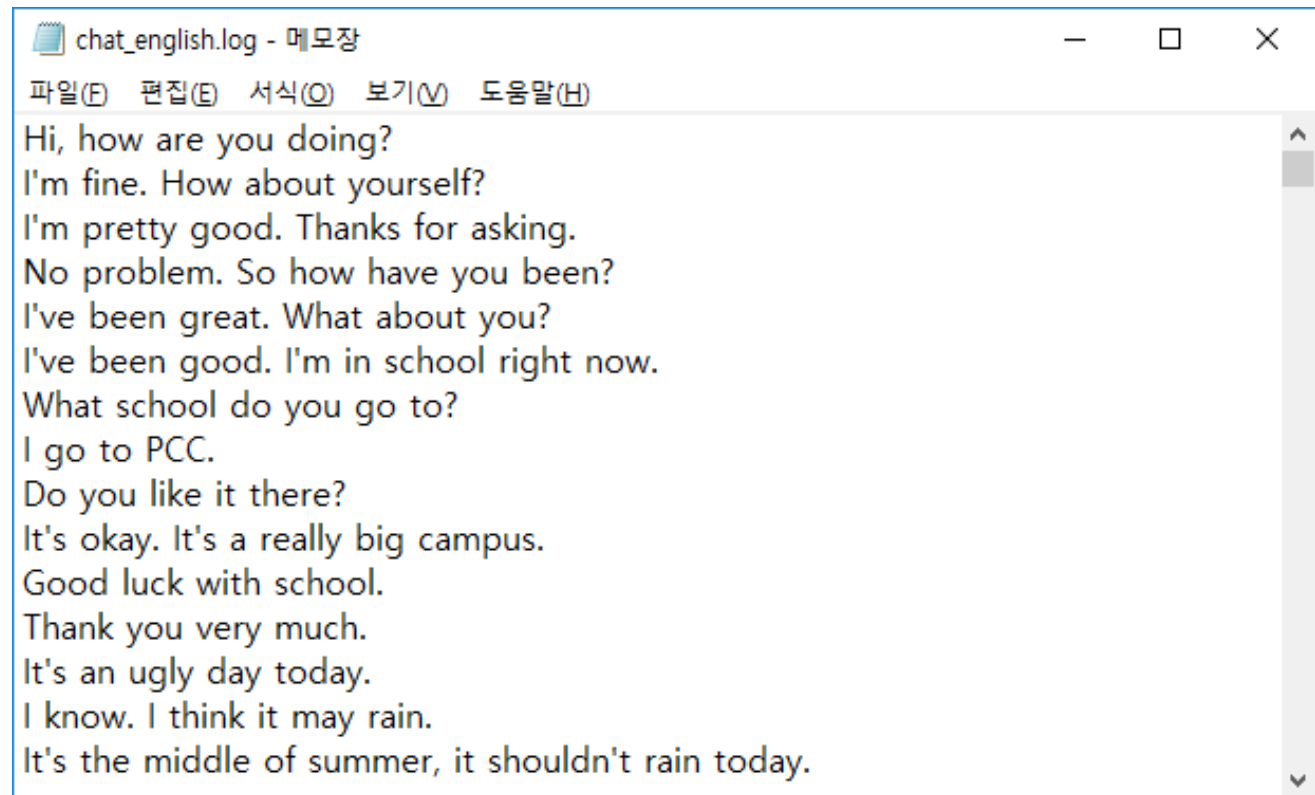 chat_english.log - 메모장
파일(F) 편집(E) 서식(O) 보기(V) 도움말(H)
Hi, how are you doing?
I'm fine. How about yourself?
I'm pretty good. Thanks for asking.
No problem. So how have you been?
I've been great. What about you?
I've been good. I'm in school right now.
What school do you go to?
I go to PCC.
Do you like it there?
It's okay. It's a really big campus.
Good luck with school.
Thank you very much.
It's an ugly day today.
I know. I think it may rain.
It's the middle of summer, it shouldn't rain today.